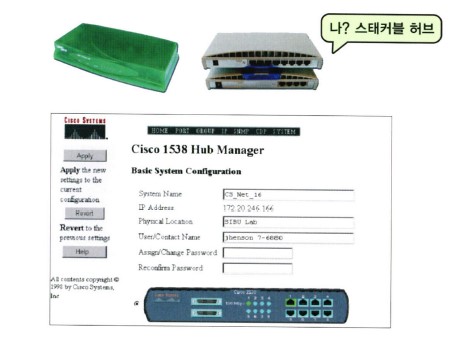 나? 스태커블 허브
CISCO SYSTEMS
HOME PORT GROUP IP SNMP CDP SYSTEM
Cisco 1538 Hub Manager
Apply
Apply the new
settings to the
current
configuration
Revert
Revert to the
previous settings
Help
All contents copyright ©
1998 by Cisco Systems,
Inc
Basic System Configuration
System Name CS_Net_16
IP Address 172.20.246.166
Physical Location BIBU Lab
User/Contact Name jhenson 7-6880
Assign/Change Password
Reconfirm Password